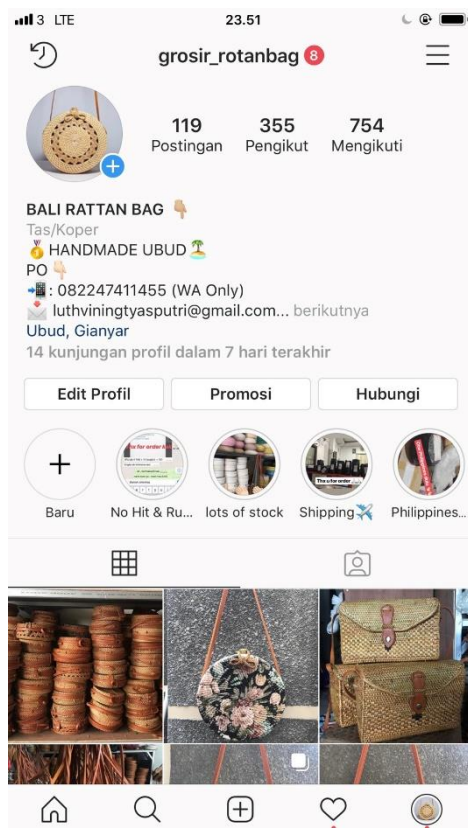 3 LTE 23.51
grosir_rotanbag 8
119 355 754
Postingan Pengikut Mengikuti
BALI RATTAN BAG
Tas/Koper
HANDMADE UBUD
PO
: 082247411455 (WA Only)
luthviningtyasputri@gmail.com... berikutnya
Ubud, Gianyar
14 kunjungan profil dalam 7 hari terakhir
Edit Profil Promosi Hubungi
Baru No Hit & Ru... lots of stock Shipping Philippines...